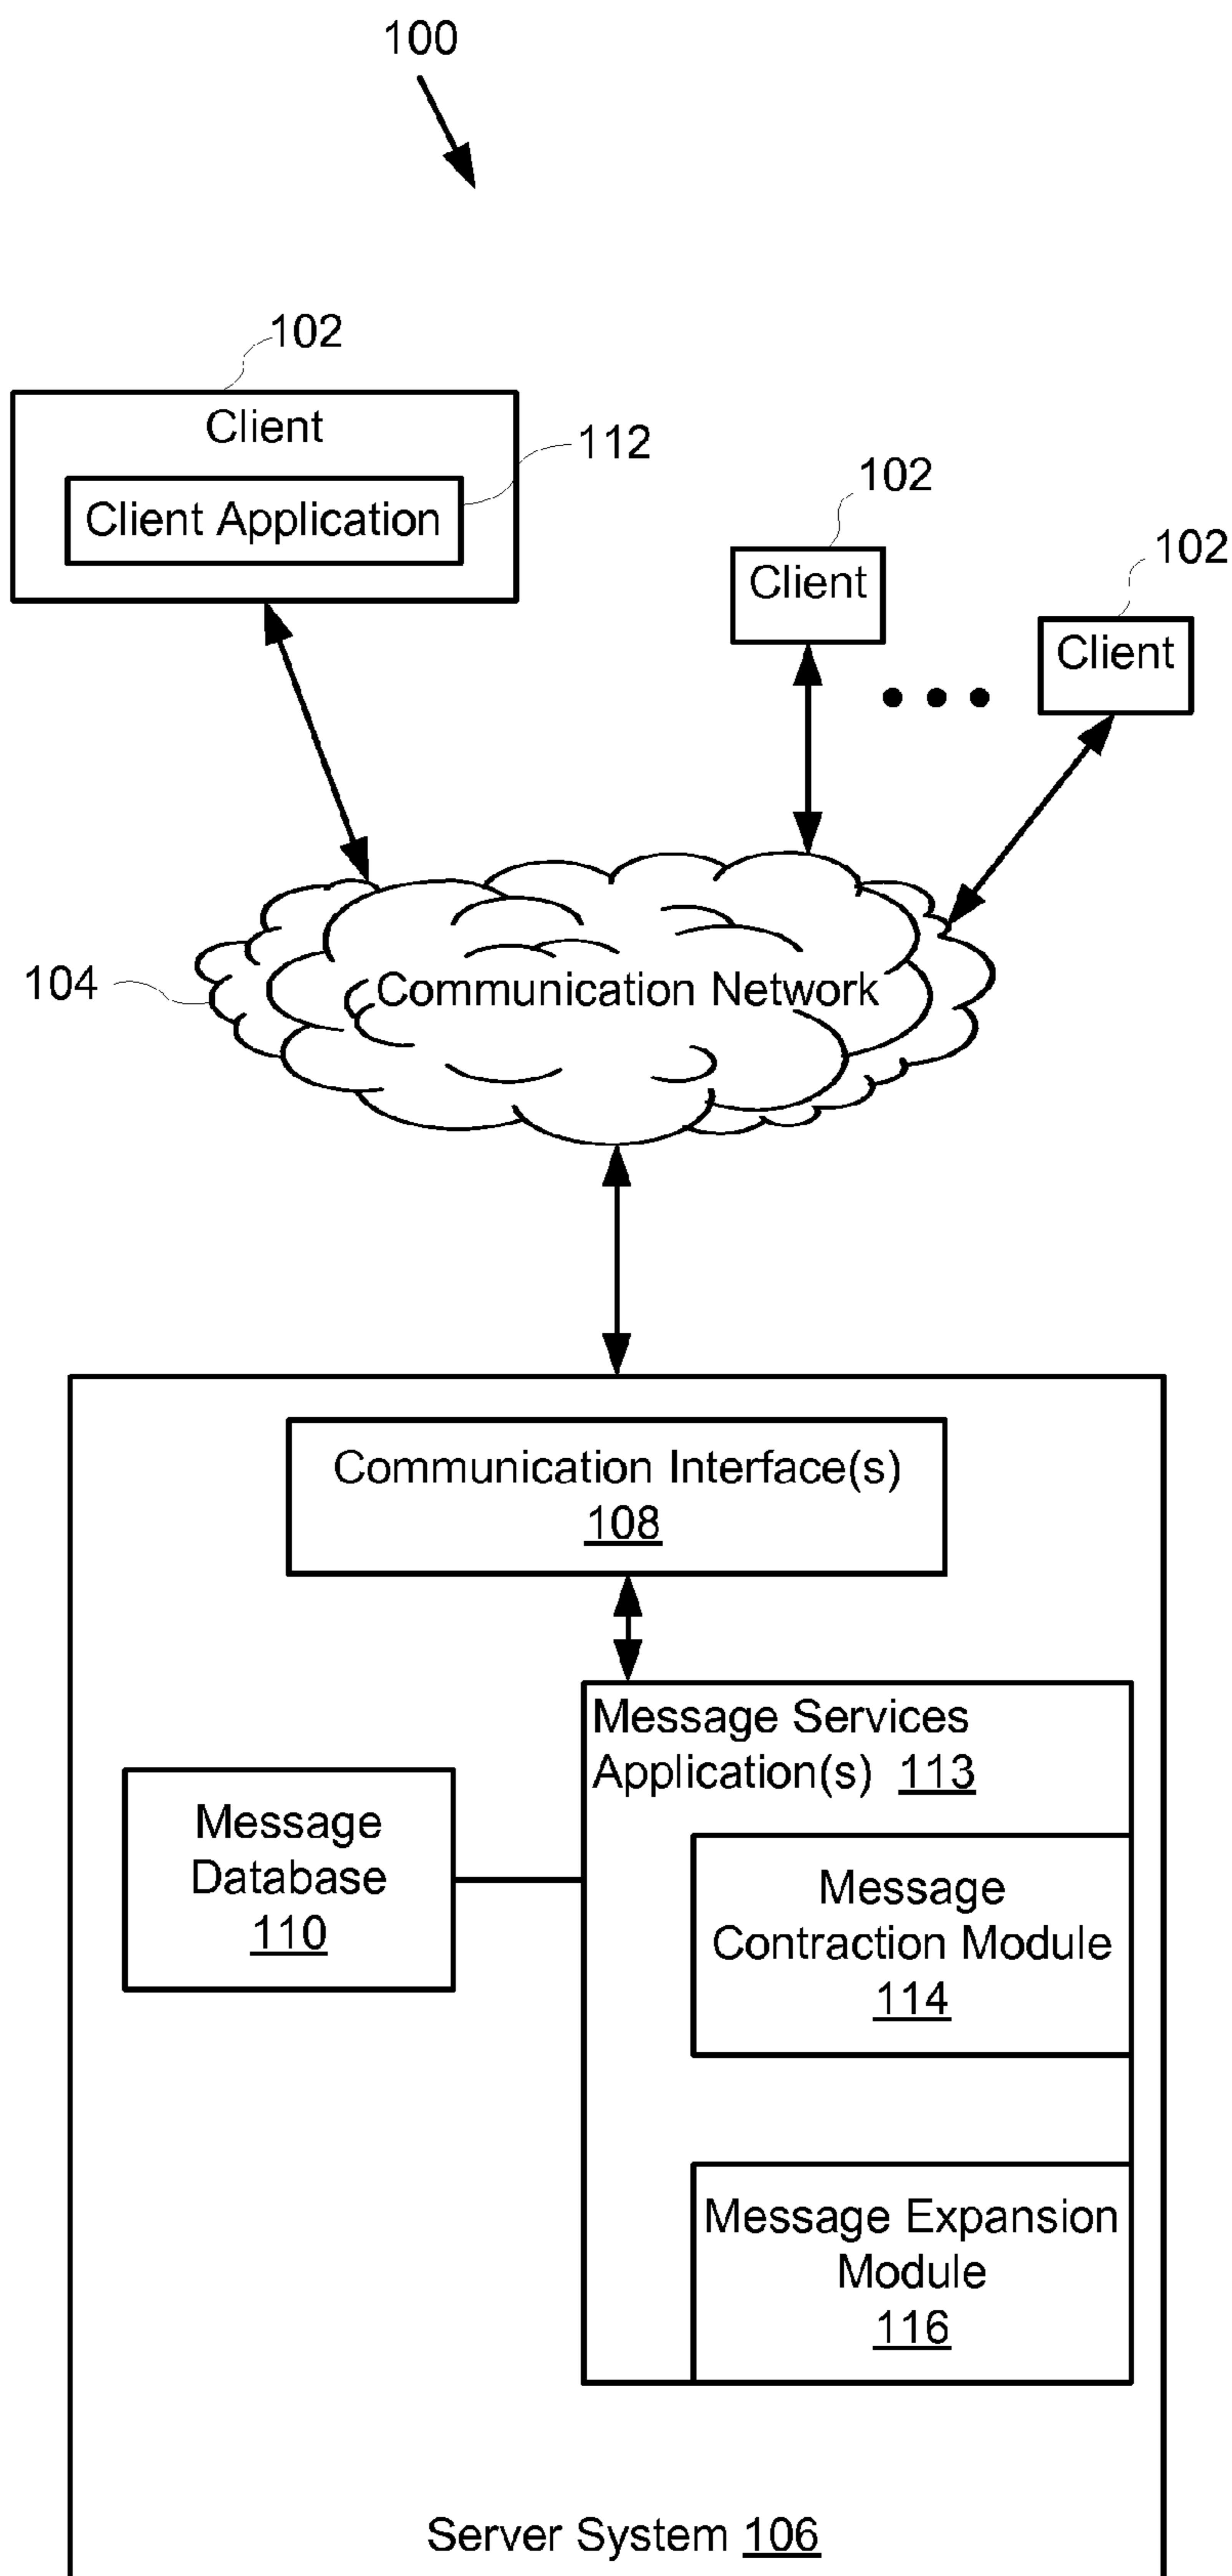 100
102
Client
112
Client Application
102
Client
102
Client
104
Communication Network
Communication Interface(s)
108
Message Services
Application(s) 113
Message
Database
110
Message
Contraction Module
114
Message Expansion
Module
116
Server System 106